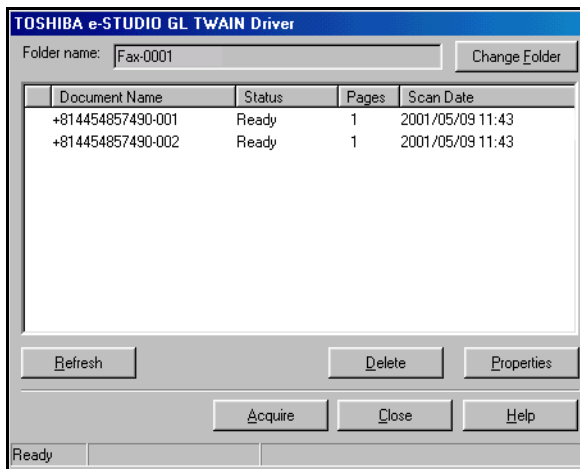 TOSHIBA e-STUDIO GL TWAIN Driver
Folder name: Fax-0001 Change Folder
Document Name Status Pages Scan Date
+814454857490-001 Ready 1 2001/05/09 11:43
+814454857490-002 Ready 1 2001/05/09 11:43
Refresh Delete Properties
Acquire Close Help
Ready